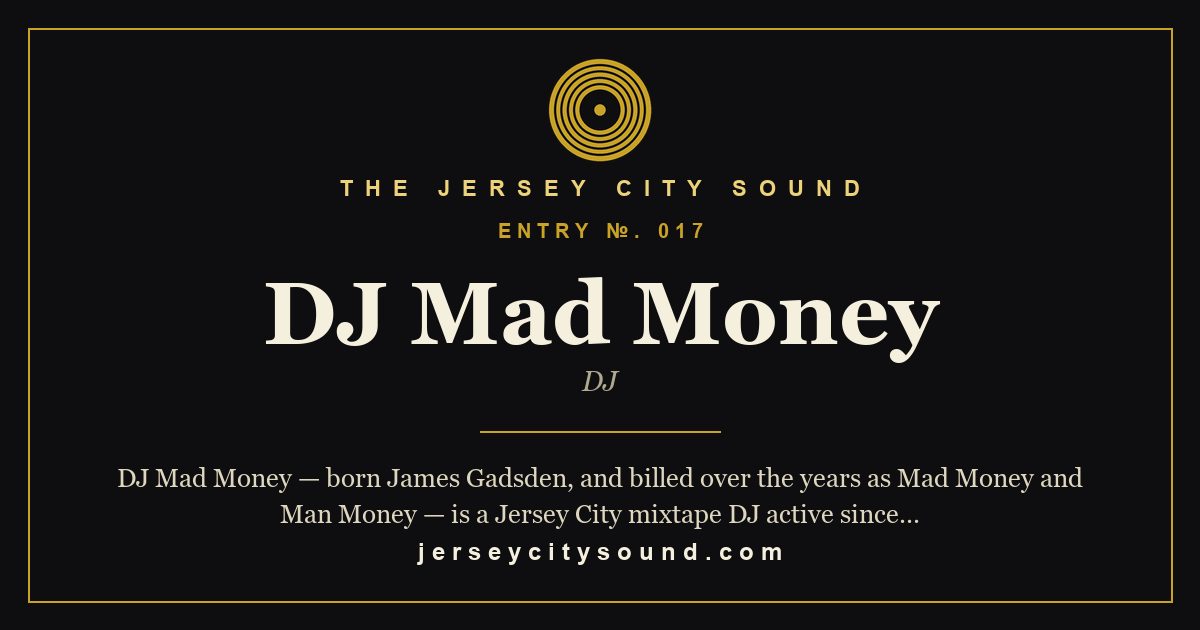 THE JERSEY CITY SOUND
ENTRY №. 017
DJ Mad Money
DJ
DJ Mad Money — born James Gadsden, and billed over the years as Mad Money and
Man Money — is a Jersey City mixtape DJ active since...
jerseycitysound.com